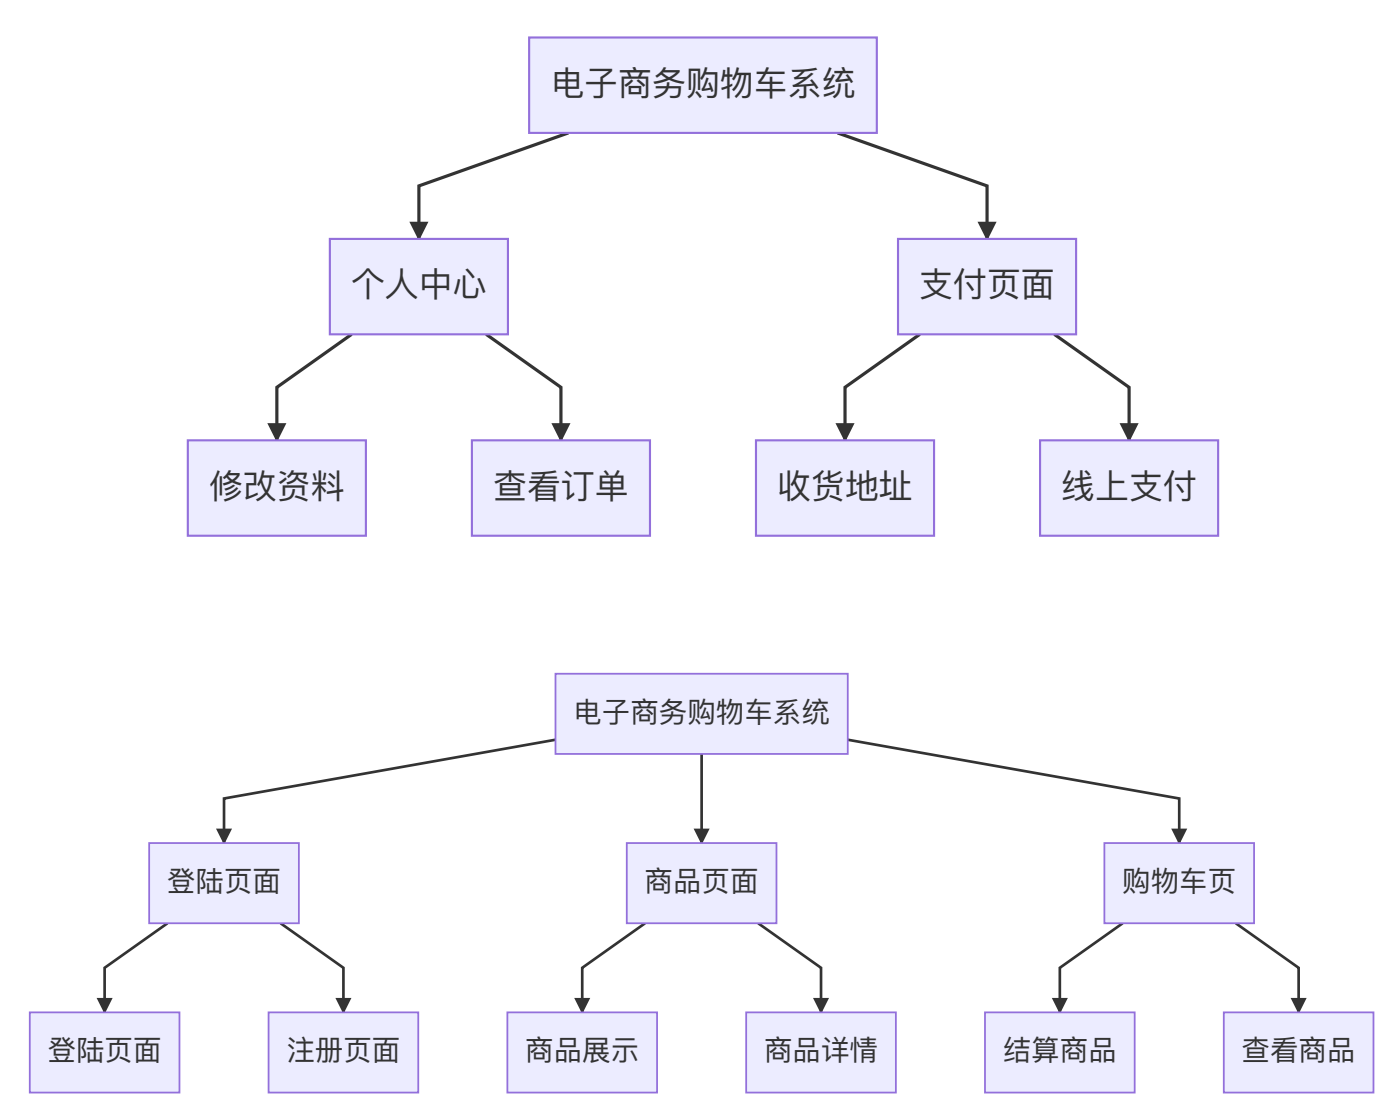 电子商务购物车系统
个人中心
支付页面
修改资料
查看订单
收货地址
线上支付
电子商务购物车系统
登陆页面
商品页面
购物车页
登陆页面
注册页面
商品展示
商品详情
结算商品
查看商品